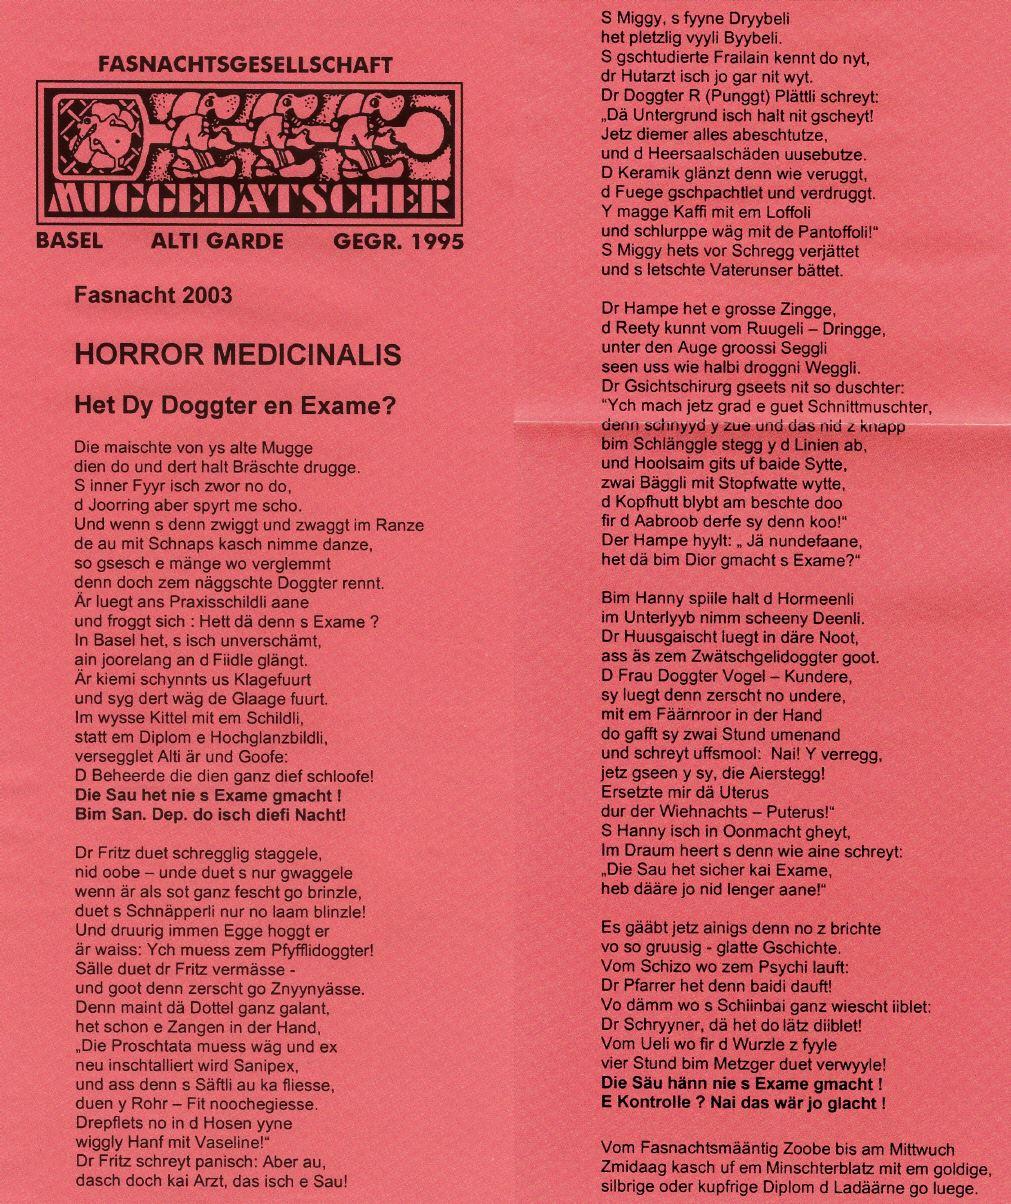 FASNACHTSGESELLSCHAFT
MUGGEDÄTSCHER
BASEL ALTI GARDE GEGR. 1995
Fasnacht 2003
HORROR MEDICINALIS
Het Dy Doggter en Exame?
Die maischte von ys alte Mugge
dien do und dert halt Bräschte drugge.
S inner Fyyr isch zwor no do,
d Joorring aber spyrt me scho.
Und wenn s denn zwiggt und zwaggt im Ranze
de au mit Schnaps kasch nimme danze,
so gsesch e mänge wo verglemmt
denn doch zem näggschte Doggter rennt.
Är luegt ans Praxisschildli aane
und froggt sich : Hett dä denn s Exame ?
In Basel het, s isch unverschämt,
ain joorelang an d Fiidle glängt.
Är kiemi schynnts us Klagefuurt
und syg dert wäg de Glaage fuurt.
Im wysse Kittel mit em Schildli,
statt em Diplom e Hochglanzbildli,
versegglet Alti är und Goofe:
D Beheerde die dien ganz dief schloofe!
Die Sau het nie s Exame gmacht !
Bim San. Dep. do isch diefi Nacht!
Dr Fritz duet schregglig staggele,
nid oobe – unde duet s nur gwaggele
wenn är als sot ganz fescht go brinzle,
duet s Schnäpperli nur no laam blinzle!
Und druurig immen Egge hoggt er
är waiss: Ych muess zem Pfyfflidoggter!
Sälle duet dr Fritz vermässe -
und goot denn zerscht go Znyynyässe.
Denn maint dä Dottel ganz galant,
het schon e Zangen in der Hand,
„Die Proschtata muess wäg und ex
neu inschtalliert wird Sanipex,
und ass denn s Säftli au ka fliesse,
duen y Rohr – Fit noochegiesse.
Drepflets no in d Hosen yyne
wiggly Hanf mit Vaseline!“
Dr Fritz schreyt panisch: Aber au,
dasch doch kai Arzt, das isch e Sau!
S Miggy, s fyyne Dryybeli
het pletzlig vyyli Byybeli.
S gschtudierte Frailain kennt do nyt,
dr Hutarzt isch jo gar nit wyt.
Dr Doggter R (Punggt) Plättli schreyt:
„Dä Untergrund isch halt nit gscheyt!
Jetz diemer alles abeschtutze,
und d Heersaalschäden uusebutze.
D Keramik glänzt denn wie veruggt,
d Fuege gschpachtlet und verdruggt.
Y magge Kaffi mit em Loffoli
und schlurppe wäg mit de Pantoffoli!“
S Miggy hets vor Schregg verjättet
und s letschte Vaterunser bättet.
Dr Hampe het e grosse Zingge,
d Reety kunnt vom Ruugeli – Dringge,
unter den Auge groossi Seggli
seen uss wie halbi droggni Weggli.
Dr Gsichtschirurg gseets nit so duschter:
“Ych mach jetz grad e guet Schnittmuschter,
denn schnyyd y zue und das nid z knapp
bim Schlänggle stegg y d Linien ab,
und Hoolsaim gits uf baide Sytte,
zwai Bäggli mit Stopfwatte wytte,
d Kopfhutt blybt am beschte doo
fir d Aabroob derfe sy denn koo!“
Der Hampe hyylt: „ Jä nundefaane,
het dä bim Dior gmacht s Exame?“
Bim Hanny spiile halt d Hormeenli
im Unterlyyb nimm scheeny Deenli.
Dr Huusgaischt luegt in däre Noot,
ass äs zem Zwätschgelidoggter goot.
D Frau Doggter Vogel – Kundere,
sy luegt denn zerscht no undere,
mit em Fäärnroor in der Hand
do gafft sy zwai Stund umenand
und schreyt uffsmool: Nai! Y verregg,
jetz gseen y sy, die Aierstegg!
Ersetzte mir dä Uterus
dur der Wiehnachts – Puterus!“
S Hanny isch in Oonmacht gheyt,
Im Draum heert s denn wie aine schreyt:
„Die Sau het sicher kai Exame,
heb dääre jo nid lenger aane!“
Es gääbt jetz ainigs denn no z brichte
vo so gruusig - glatte Gschichte.
Vom Schizo wo zem Psychi lauft:
Dr Pfarrer het denn baidi dauft!
Vo dämm wo s Schiinbai ganz wiescht iiblet:
Dr Schryyner, dä het do lätz diiblet!
Vom Ueli wo fir d Wurzle z fyyle
vier Stund bim Metzger duet verwyyle!
Die Säu hänn nie s Exame gmacht !
E Kontrolle ? Nai das wär jo glacht !
Vom Fasnachtsmääntig Zoobe bis am Mittwuch
Zmidaag kasch uf em Minschterblatz mit em goldige,
silbrige oder kupfrige Diplom d Ladäärne go luege.